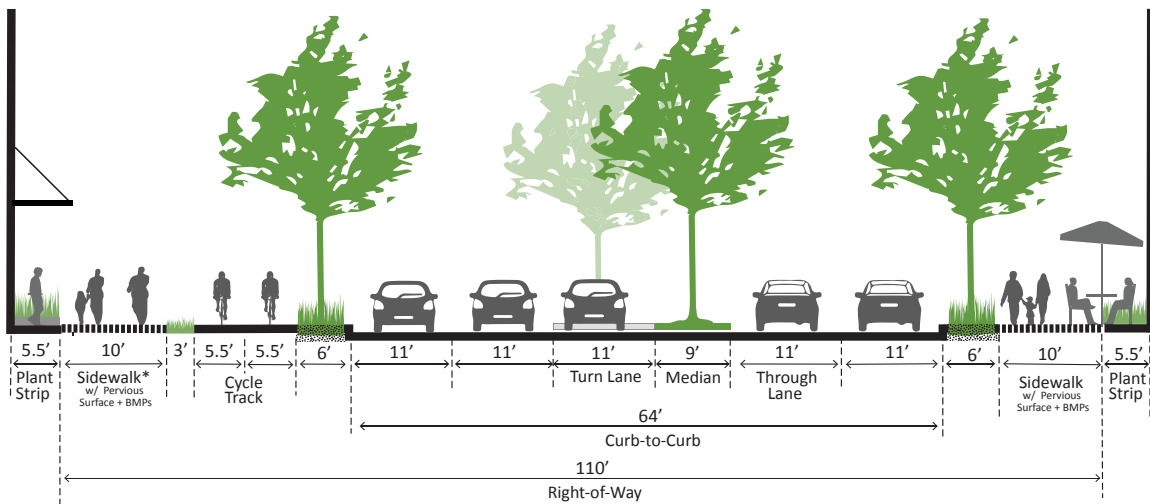 5.5’ 10’ 3’ 5.5’ 5.5’ 6’ 11’ 11’ 11’ 9’ 11’ 11’ 6’ 10’ 5.5’
Plant
Strip
Sidewalk*
w/ Pervious
Surface + BMPs
Cycle
Track
Turn Lane
Median
Through
Lane
Sidewalk
w/ Pervious
Surface + BMPs
Plant
Strip
64’
Curb-to-Curb
110’
Right-of-Way